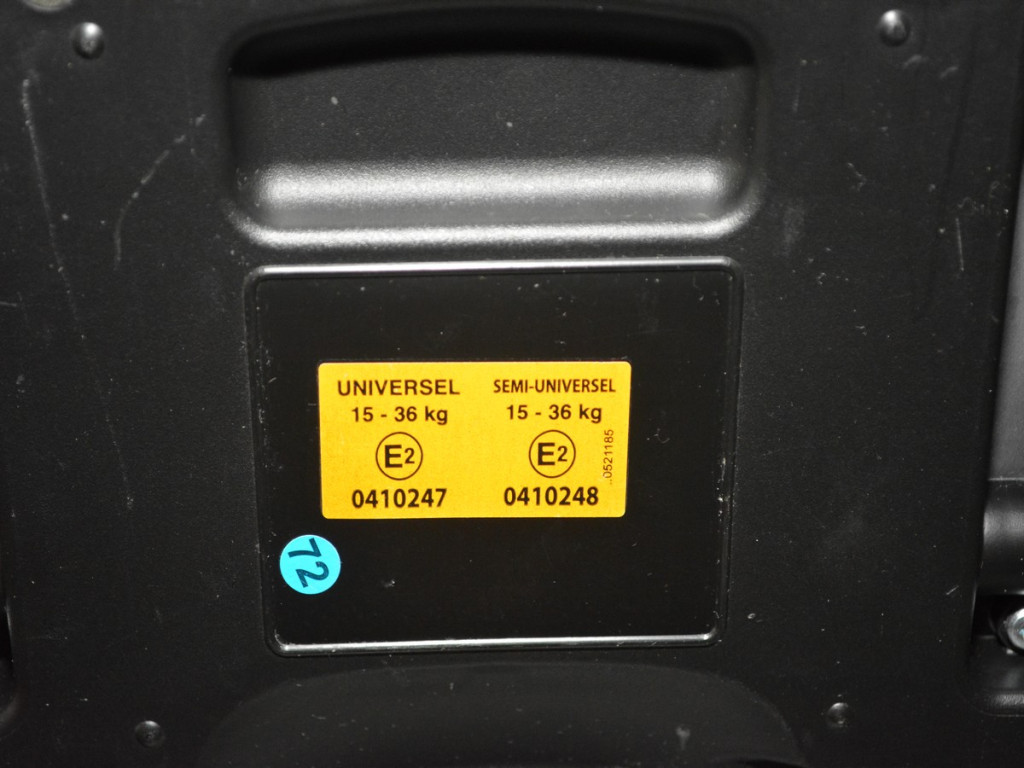 UNIVERSEL
15 - 36 kg
E2
0410247
SEMI-UNIVERSEL
15 - 36 kg
E2
0410248
..0521185
72